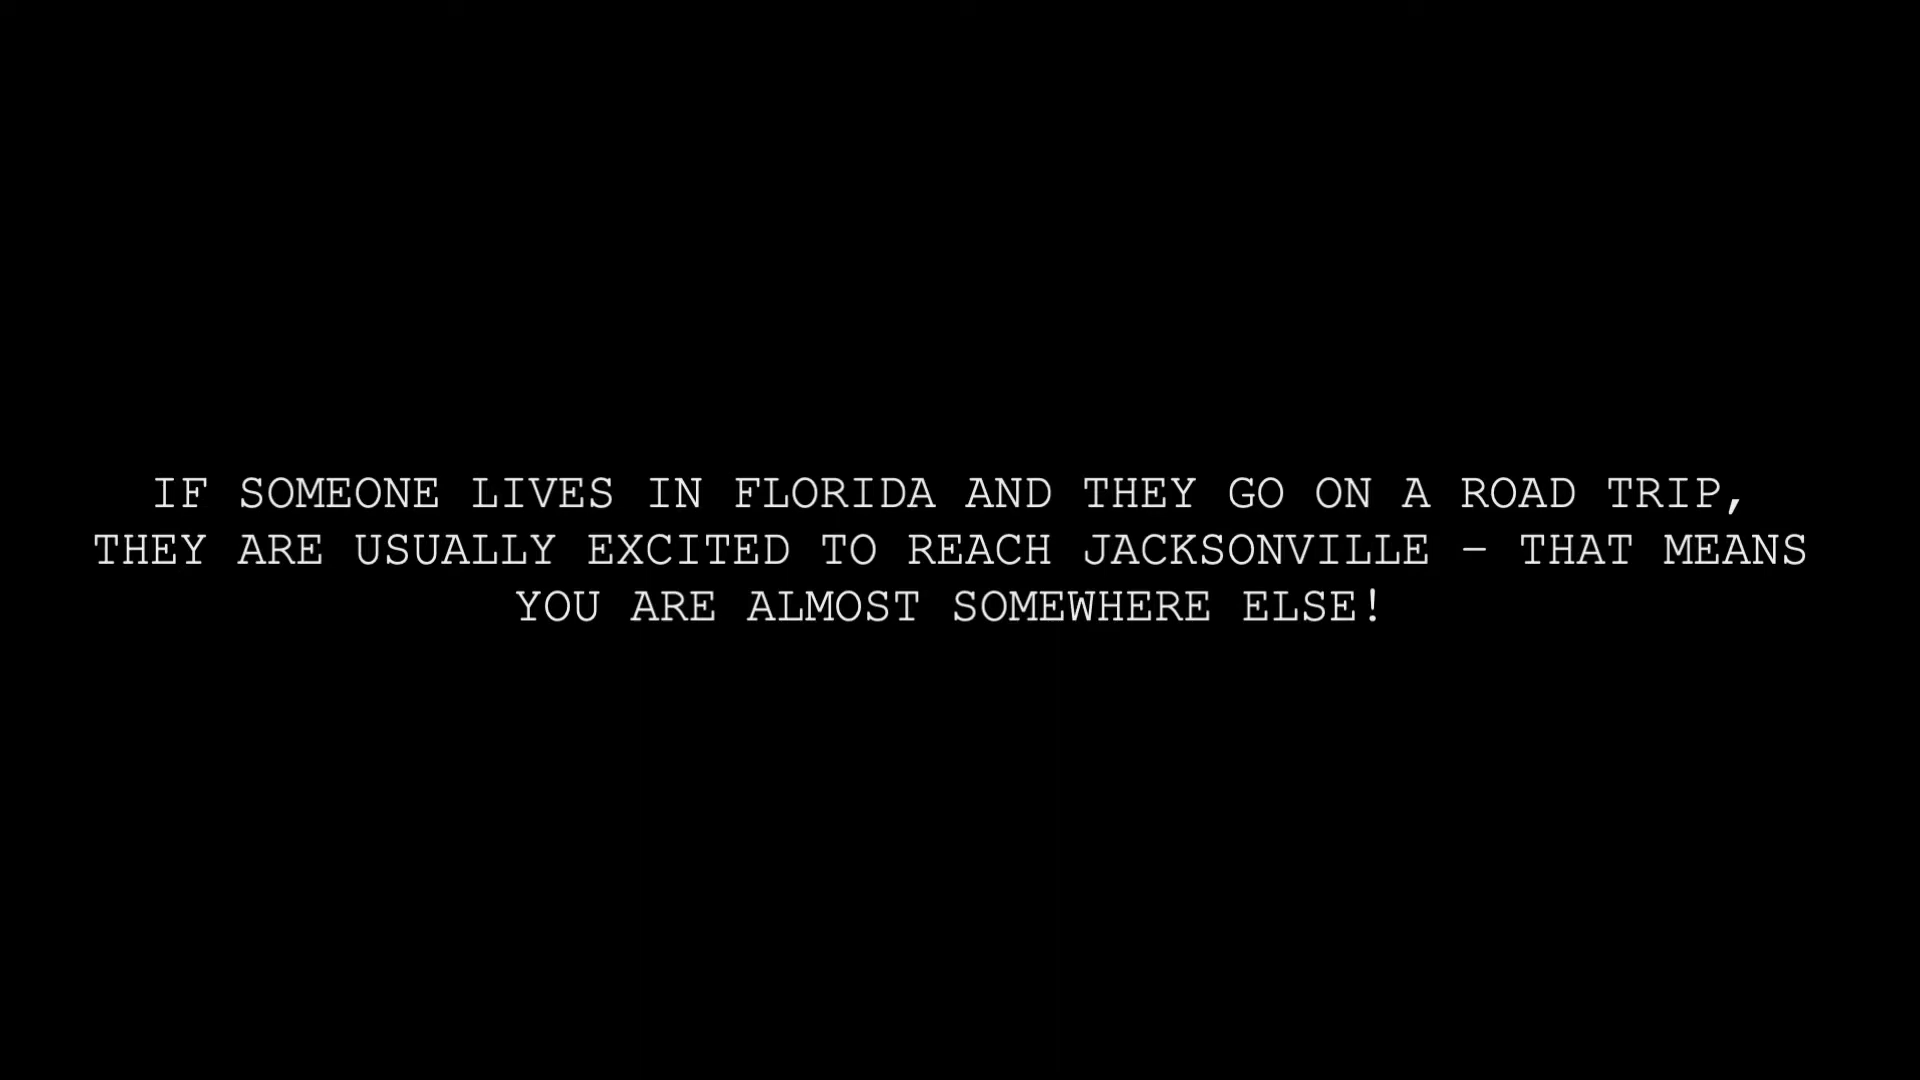 IF SOMEONE LIVES IN FLORIDA AND THEY GO ON A ROAD TRIP,
THEY ARE USUALLY EXCITED TO REACH JACKSONVILLE – THAT MEANS
YOU ARE ALMOST SOMEWHERE ELSE!